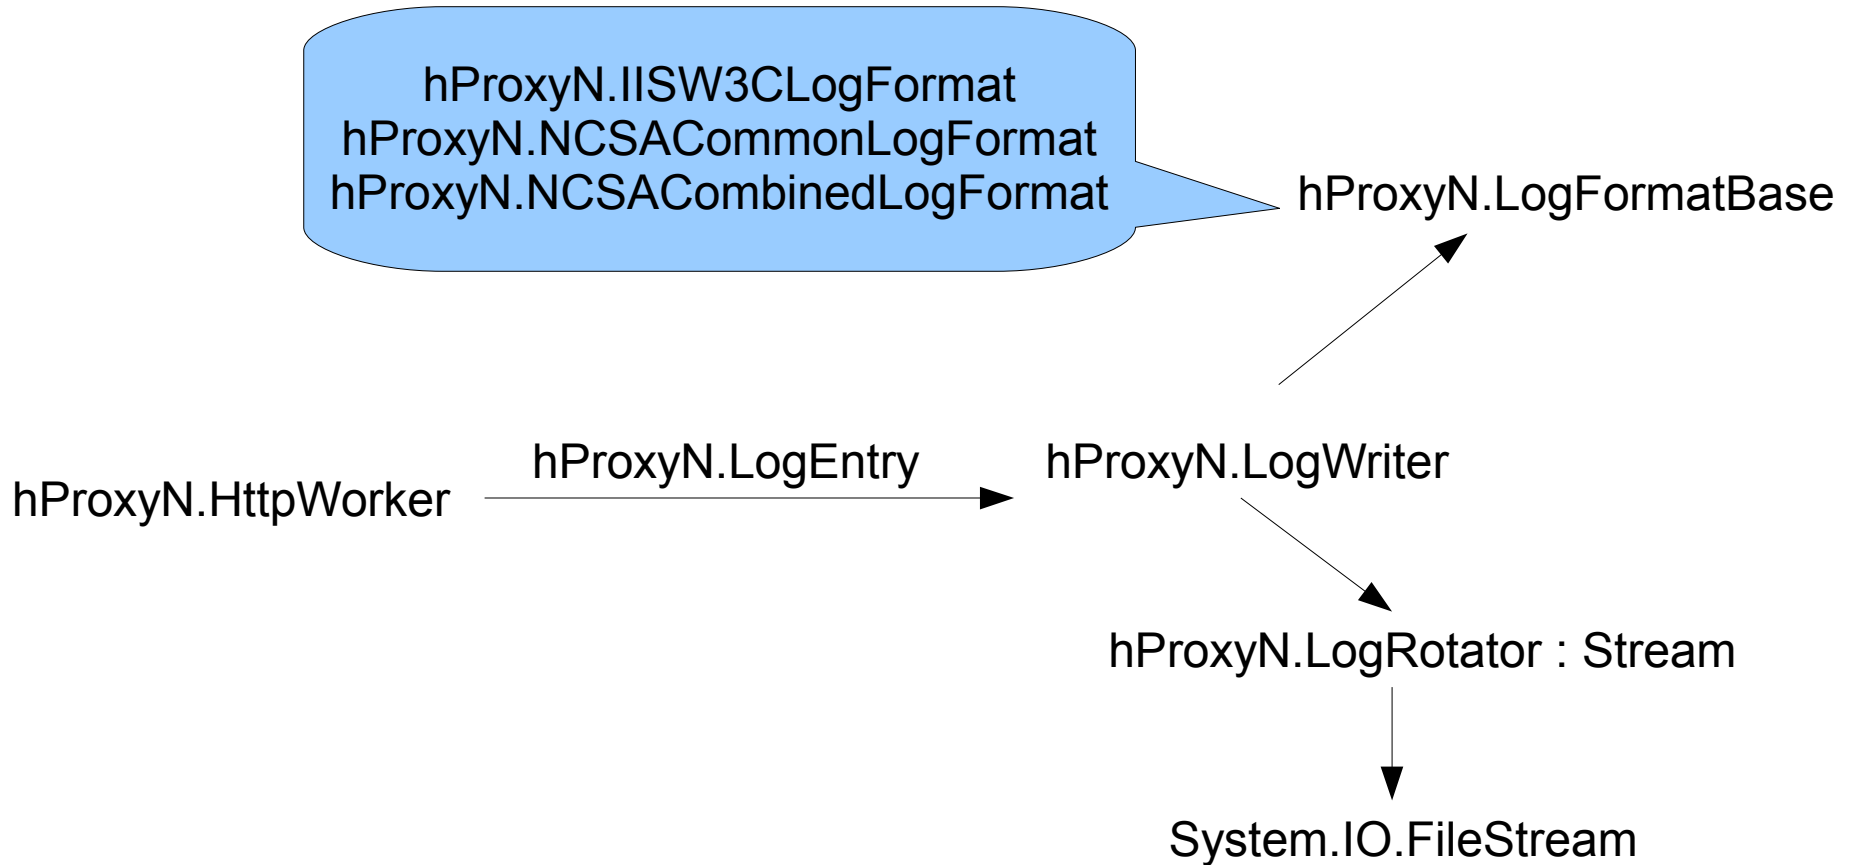 hProxyN.IISW3CLogFormat
hProxyN.NCSACommonLogFormat
hProxyN.NCSACombinedLogFormat
hProxyN.LogFormatBase
hProxyN.HttpWorker
hProxyN.LogEntry
hProxyN.LogWriter
hProxyN.LogRotator : Stream
System.IO.FileStream